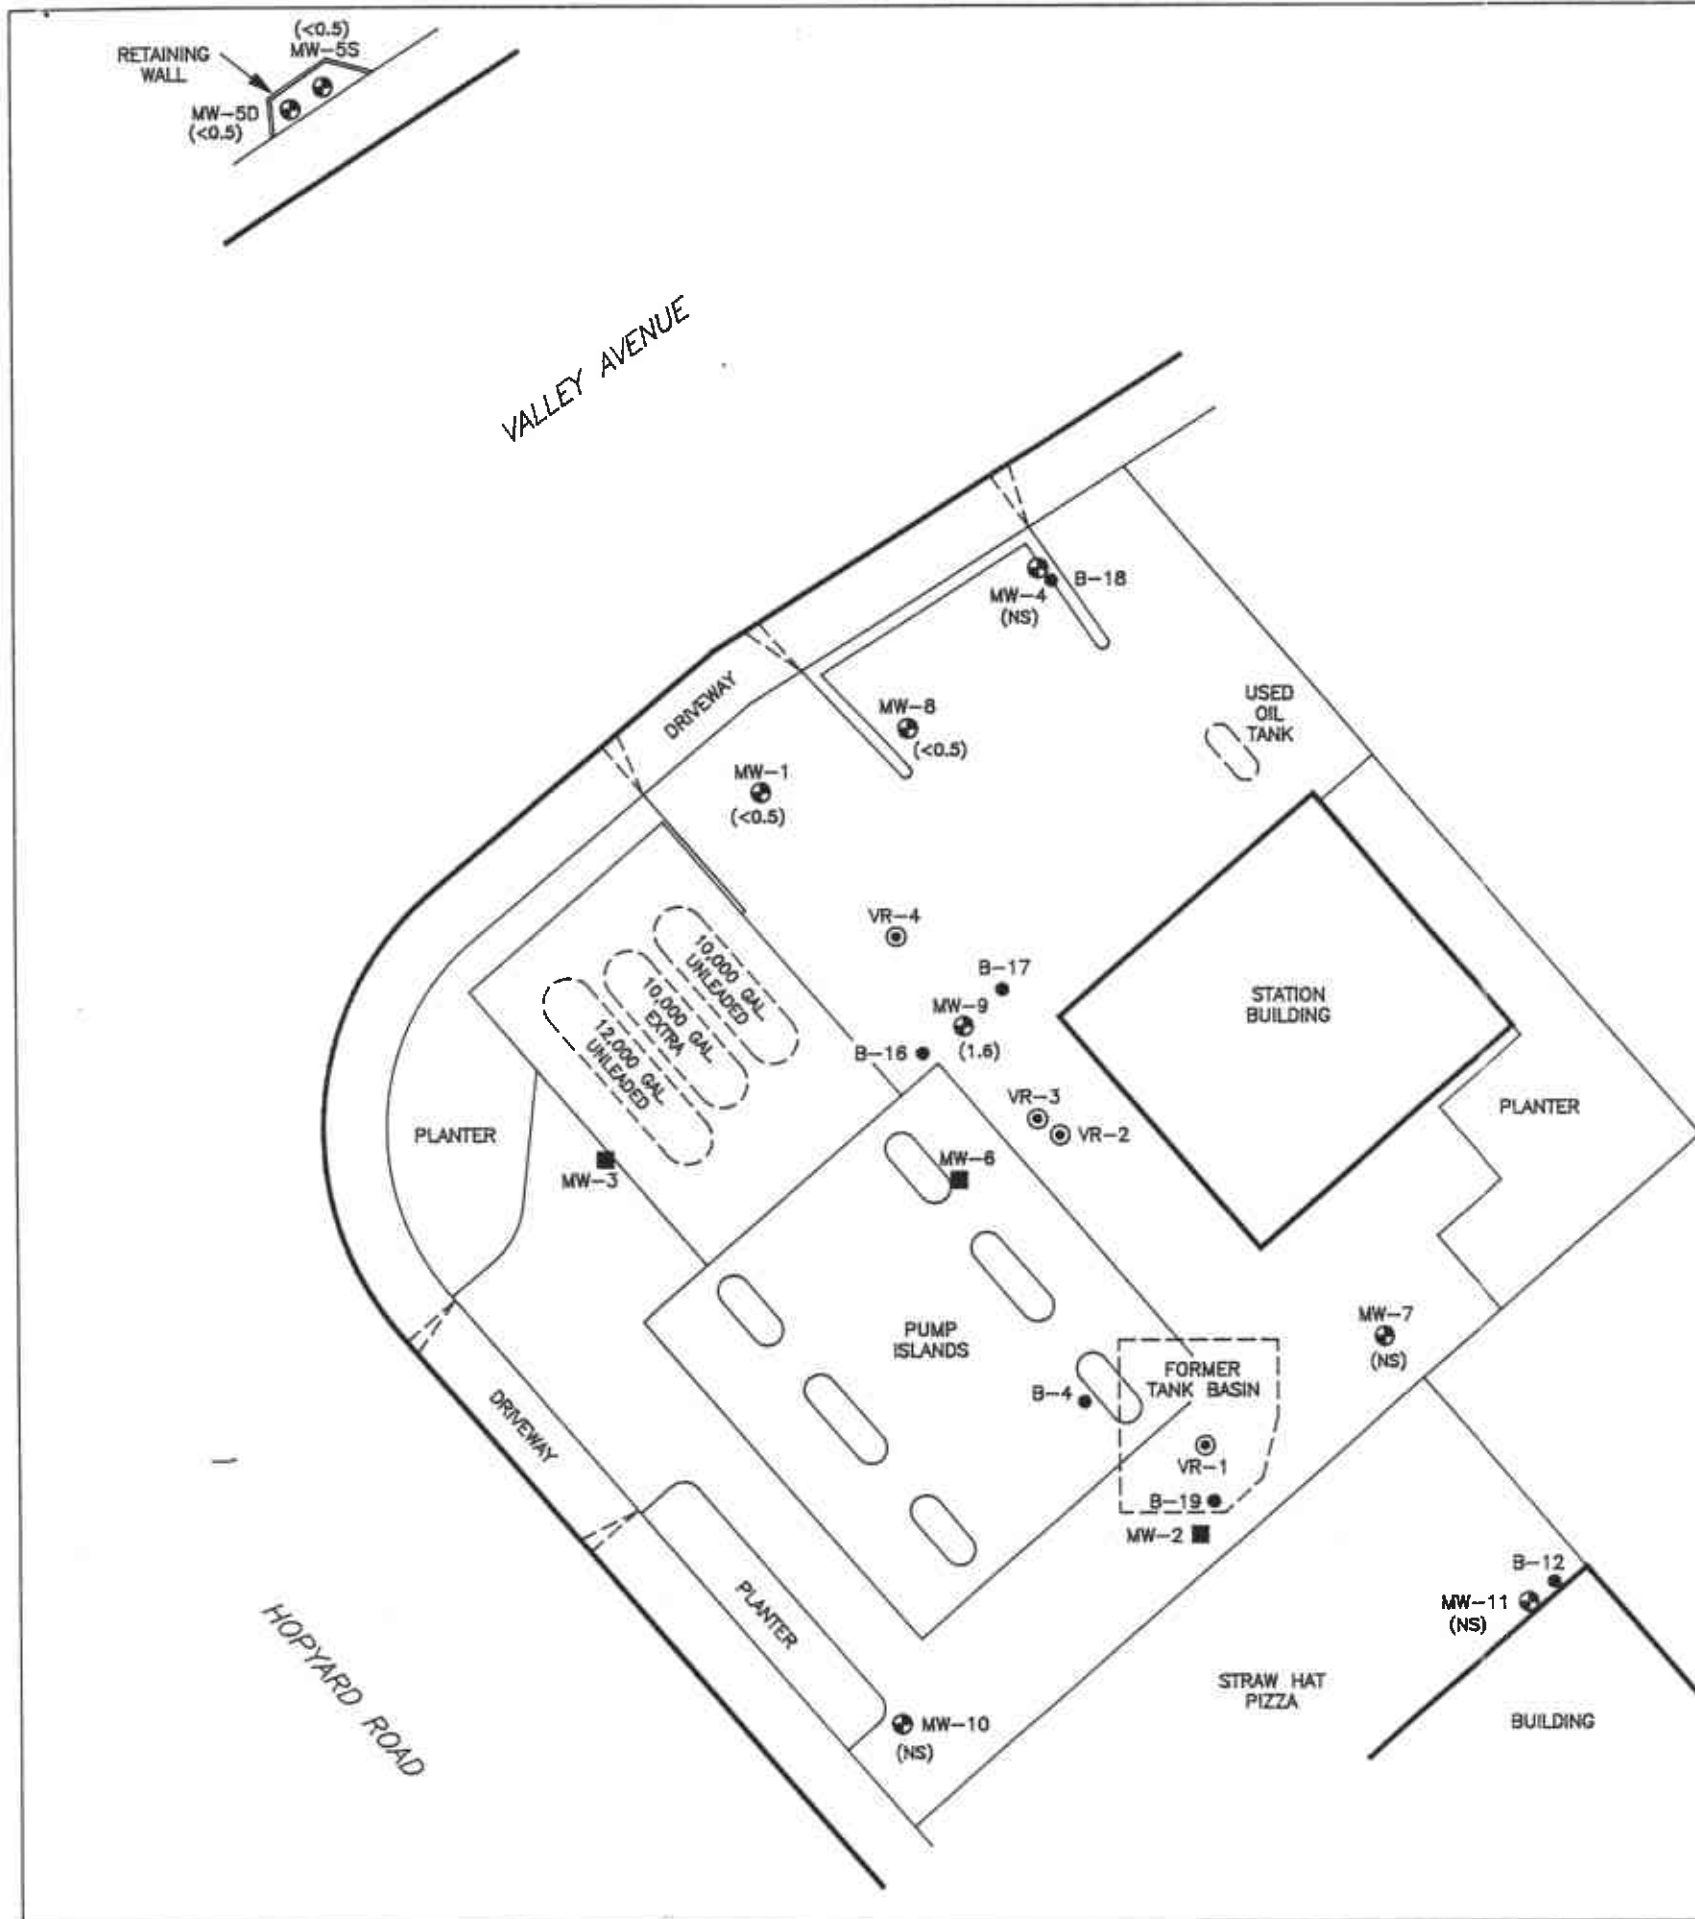 (<0.5)
MW-5S
RETAINING
WALL
MW-5D
(<0.5)
VALLEY AVENUE
B-18
MW-4
(NS)
DRIVEWAY
MW-8
(<0.5)
USED
OIL
TANK
MW-1
(<0.5)
VR-4
B-17
MW-9
(1.6)
B-16
10,000 GAL.
UNLEADED
10,000 GAL.
EXTRA
12,000 GAL.
UNLEADED
STATION
BUILDING
VR-3
VR-2
PLANTER
PLANTER
MW-3
MW-6
PUMP
ISLANDS
MW-7
(NS)
FORMER
TANK BASIN
B-4
VR-1
B-19
MW-2
DRIVEWAY
PLANTER
B-12
MW-11
(NS)
HOPYARD ROAD
STRAW HAT
PIZZA
BUILDING
MW-10
(NS)